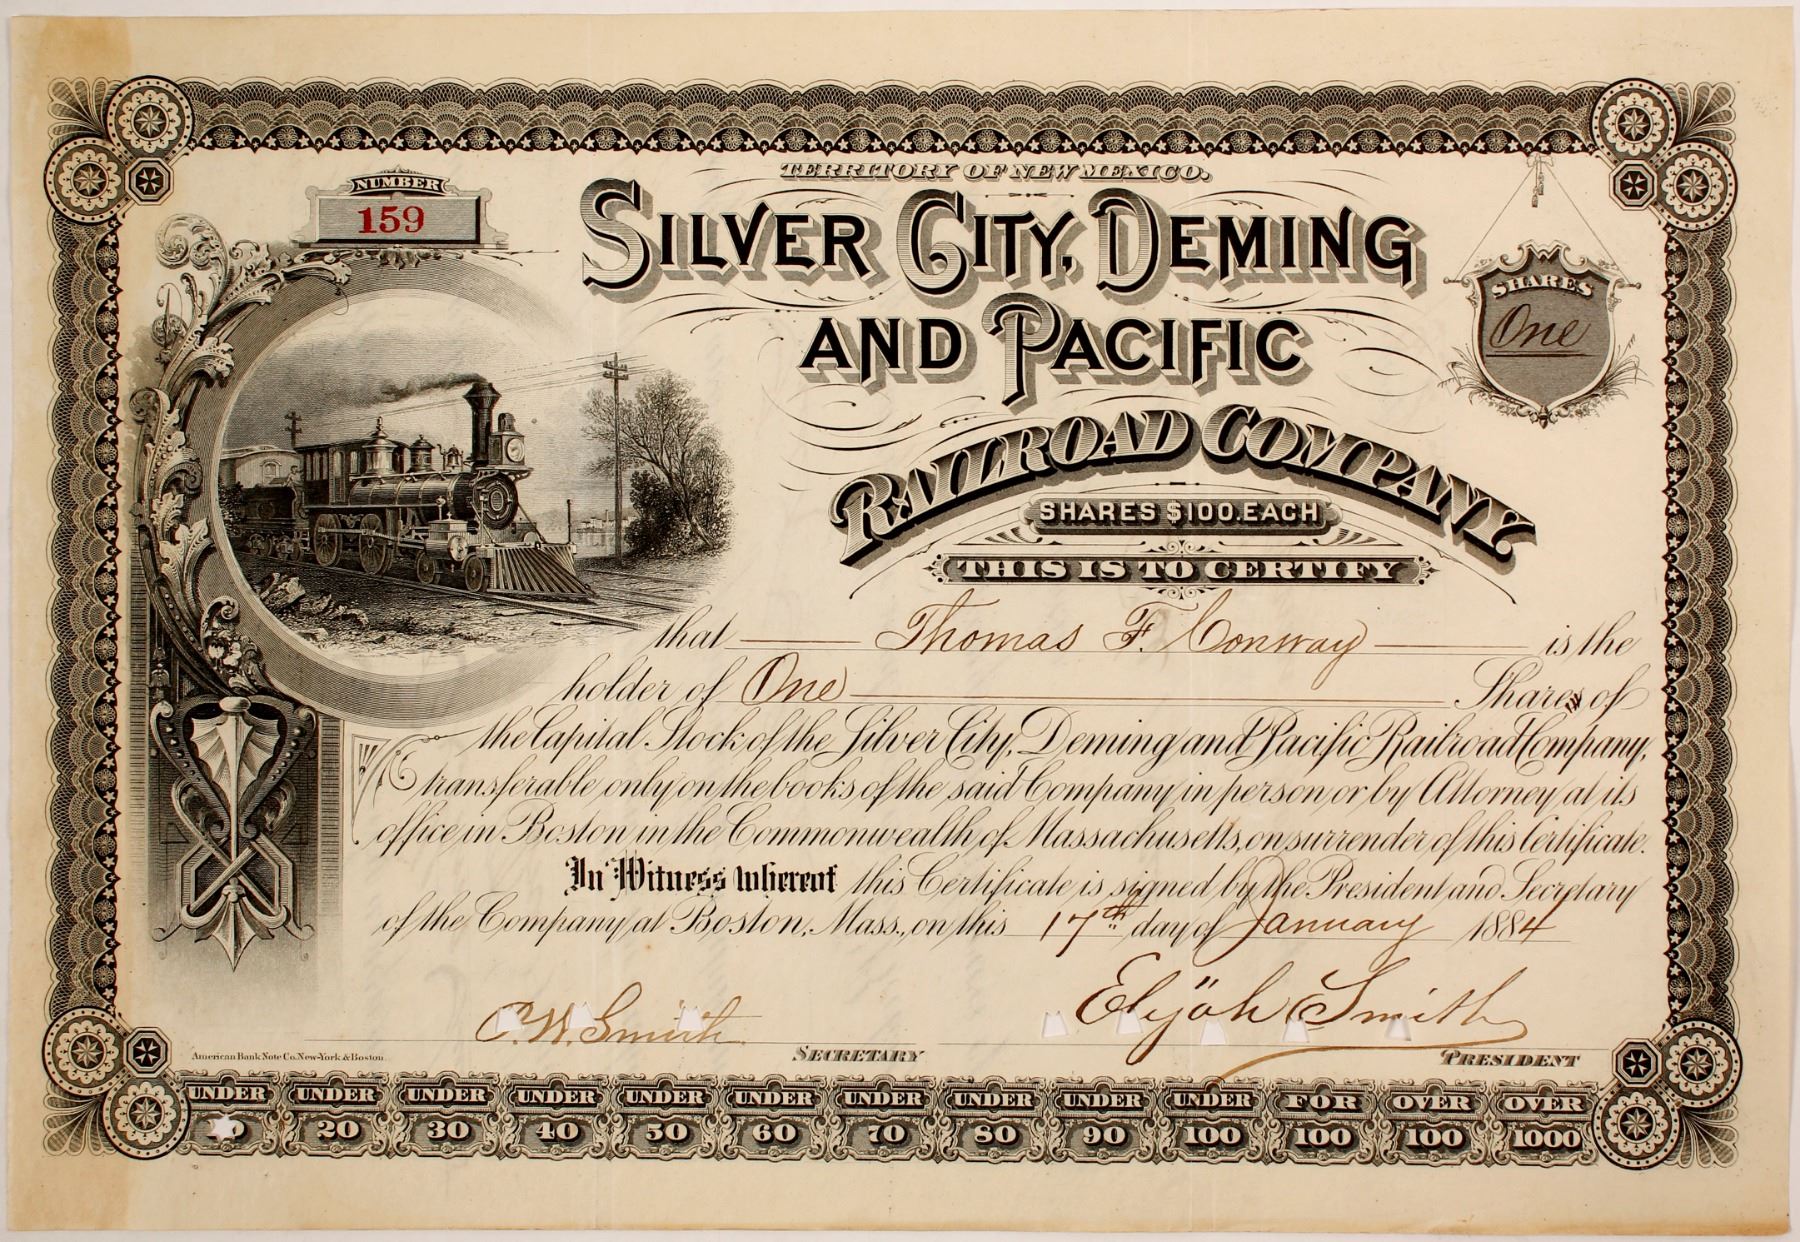 TERRITORY OF NEW MEXICO.
NUMBER
159
SILVER CITY, DEMING
AND PACIFIC
RAILROAD COMPANY
SHARES
One
SHARES $100. EACH
THIS IS TO CERTIFY
that Thomas F. Conway is the
holder of One Shares of
the Capital Stock of the Silver City, Deming and Pacific Railroad Company,
transferable only on the books of the said Company in person, or by Attorney at its
office in Boston in the Commonwealth of Massachusetts, on surrender of this Certificate.
In Witness whereof this Certificate is signed by the President and Secretary
of the Company at Boston, Mass., on this 17th day of January 1884
C. W. Smith
SECRETARY
Elijah Smith
PRESIDENT
American Bank Note Co. New-York & Boston.
UNDER UNDER UNDER UNDER UNDER UNDER UNDER UNDER UNDER UNDER FOR OVER OVER
20 30 40 50 60 70 80 90 100 100 100 1000